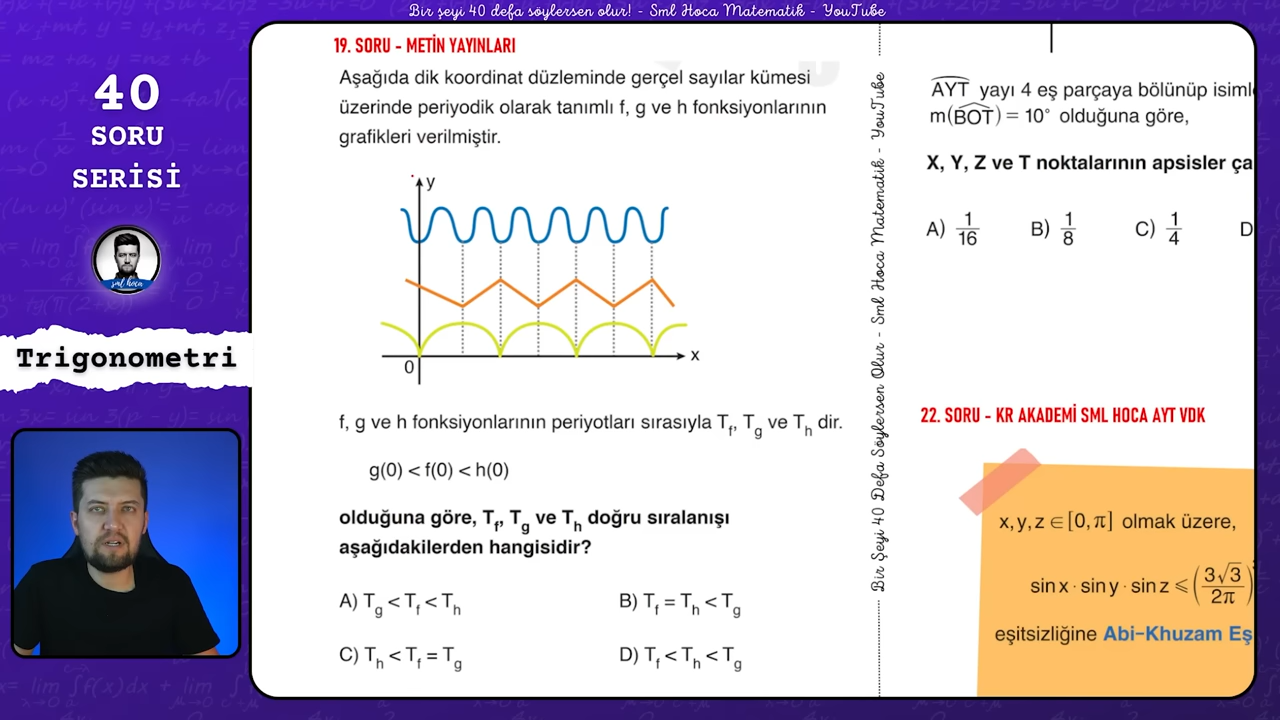 Bir şeyi 40 defa söylersen olur! - Sml Hoca Matematik - YouTube
40
SORU
SERİSİ
sml hoca
Trigonometri
19. SORU - METİN YAYINLARI
Aşağıda dik koordinat düzleminde gerçel sayılar kümesi
üzerinde periyodik olarak tanımlı f, g ve h fonksiyonlarının
grafikleri verilmiştir.
y
x
0
f, g ve h fonksiyonlarının periyotları sırasıyla T_f, T_g ve T_h dir.
g(0) < f(0) < h(0)
olduğuna göre, T_f, T_g ve T_h doğru sıralanışı
aşağıdakilerden hangisidir?
A) T_g < T_f < T_h
B) T_f = T_h < T_g
C) T_h < T_f = T_g
D) T_f < T_h < T_g
Bir Şeyi 40 Defa Söylersen Olur - Sml Hoca Matematik - YouTube
AYT yayı 4 eş parçaya bölünüp isiml
m(BOT) = 10° olduğuna göre,
X, Y, Z ve T noktalarının apsisler ça
A) 1/16
B) 1/8
C) 1/4
D
22. SORU - KR AKADEMİ SML HOCA AYT VDK
x, y, z ∈ [0, π] olmak üzere,
sin x · sin y · sin z ⩽ (3√3/2π)
eşitsizliğine Abi-Khuzam Eş